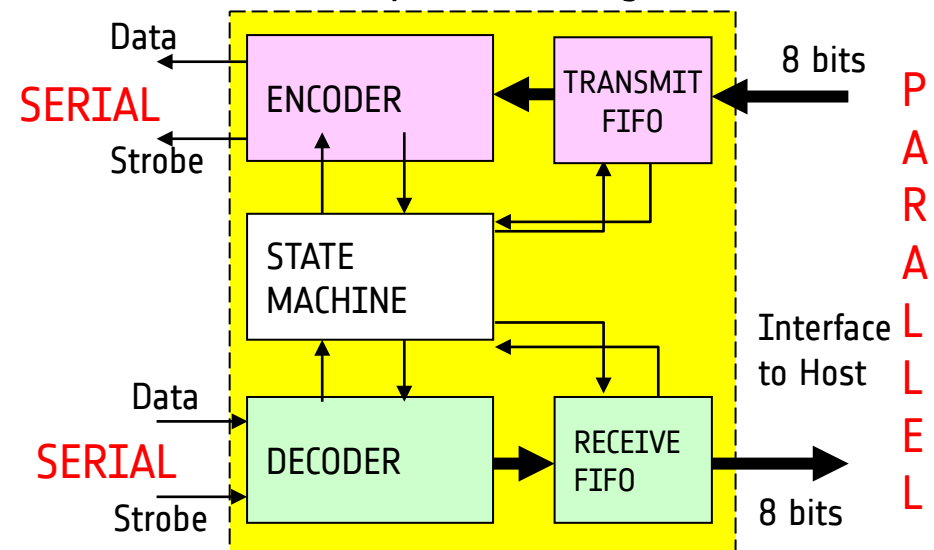 Data
8 bits
SERIAL
ENCODER
TRANSMIT
FIFO
Strobe
STATE
MACHINE
PARALLEL
Interface
to Host
Data
SERIAL
DECODER
RECEIVE
FIFO
Strobe
8 bits